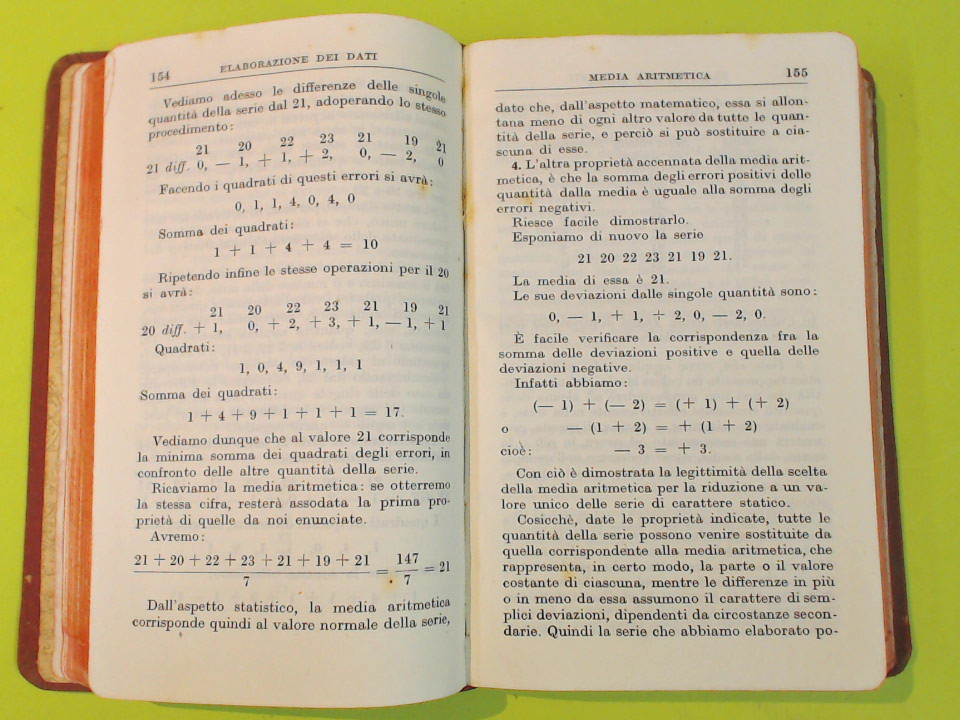 154 ELABORAZIONE DEI DATI
Vediamo adesso le differenze delle singole
quantità della serie dal 21, adoperando lo stesso
procedimento:
21 20 22 23 21 19 21
21 diff. 0, — 1, + 1, + 2, 0, — 2, 0
Facendo i quadrati di questi errori si avrà:
0, 1, 1, 4, 0, 4, 0
Somma dei quadrati:
1 + 1 + 4 + 4 = 10
Ripetendo infine le stesse operazioni per il 20
si avrà:
21 20 22 23 21 19 21
20 diff. + 1, 0, + 2, + 3, + 1, — 1, + 1
Quadrati:
1, 0, 4, 9, 1, 1, 1
Somma dei quadrati:
1 + 4 + 9 + 1 + 1 + 1 = 17.
Vediamo dunque che al valore 21 corrisponde
la minima somma dei quadrati degli errori, in
confronto delle altre quantità della serie.
Ricaviamo la media aritmetica: se otterremo
la stessa cifra, resterà assodata la prima pro-
prietà di quelle da noi enunciate.
Avremo:
21 + 20 + 22 + 23 + 21 + 19 + 21 147
= = 21
7 7
Dall'aspetto statistico, la media aritmetica
corrisponde quindi al valore normale della serie,
MEDIA ARITMETICA 155
dato che, dall'aspetto matematico, essa si allon-
tana meno di ogni altro valore da tutte le quan-
tità della serie, e perciò si può sostituire a cia-
scuna di esse.
4. L'altra proprietà accennata della media arit-
metica, è che la somma degli errori positivi delle
quantità dalla media è uguale alla somma degli
errori negativi.
Riesce facile dimostrarlo.
Esponiamo di nuovo la serie
21 20 22 23 21 19 21.
La media di essa è 21.
Le sue deviazioni dalle singole quantità sono:
0, — 1, + 1, + 2, 0, — 2, 0.
È facile verificare la corrispondenza fra la
somma delle deviazioni positive e quella delle
deviazioni negative.
Infatti abbiamo:
(— 1) + (— 2) = (+ 1) + (+ 2)
o — (1 + 2) = + (1 + 2)
cioè: — 3 = + 3.
Con ciò è dimostrata la legittimità della scelta
della media aritmetica per la riduzione a un va-
lore unico delle serie di carattere statico.
Cosicchè, date le proprietà indicate, tutte le
quantità della serie possono venire sostituite da
quella corrispondente alla media aritmetica, che
rappresenta, in certo modo, la parte o il valore
costante di ciascuna, mentre le differenze in più
o in meno da essa assumono il carattere di sem-
plici deviazioni, dipendenti da circostanze secon-
darie. Quindi la serie che abbiamo elaborato po-